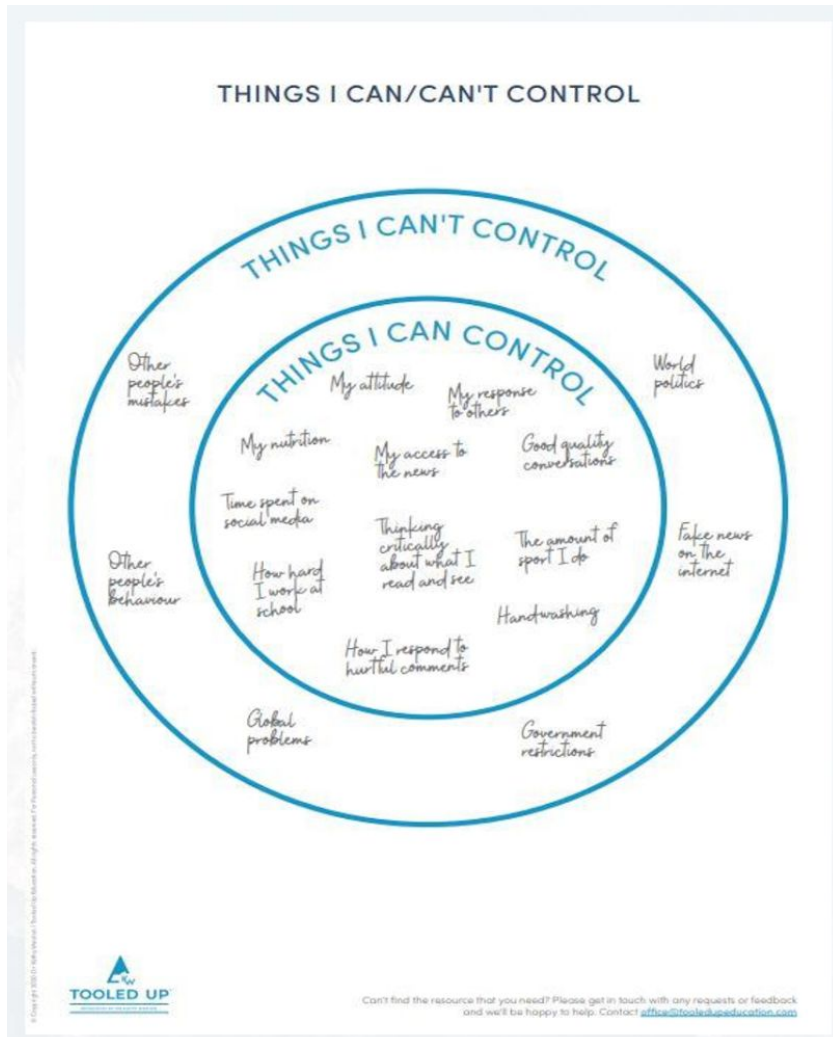 THINGS I CAN/CAN'T CONTROL
THINGS I CAN'T CONTROL
THINGS I CAN CONTROL
Other
people's
mistakes
World
politics
My attitude
My response
to others
My nutrition
My access to
the news
Good quality
conversations
Time spent on
social media
Thinking
critically
about what I
read and see
The amount of
sport I do
Fake news
on the
internet
Other
people's
behaviour
How hard
I work at
school
Handwashing
How I respond to
hurtful comments
Global
problems
Government
restrictions
TOOLED UP
Can't find the resource that you need? Please get in touch with any requests or feedback
and we'll be happy to help. Contact office@tooledupeducation.com